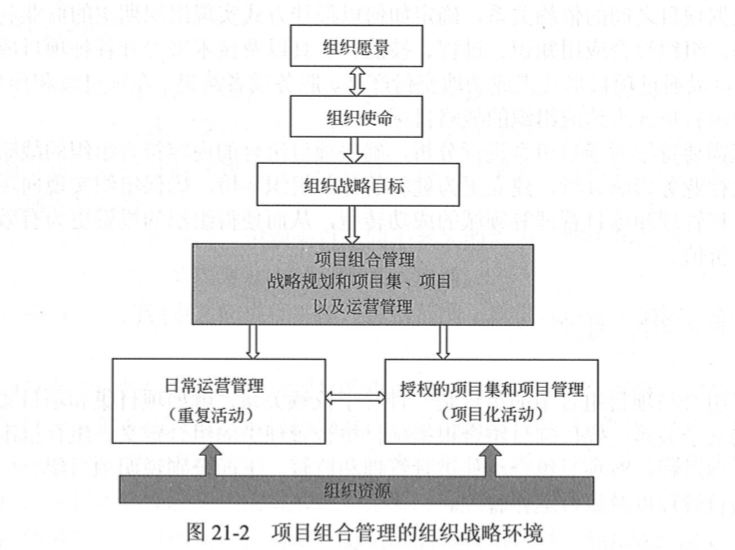 组织愿景
组织使命
组织战略目标
项目组合管理
战略规划和项目集、项目
以及运营管理
日常运营管理
（重复活动）
授权的项目集和项目管理
（项目化活动）
组织资源
图 21-2 项目组合管理的组织战略环境